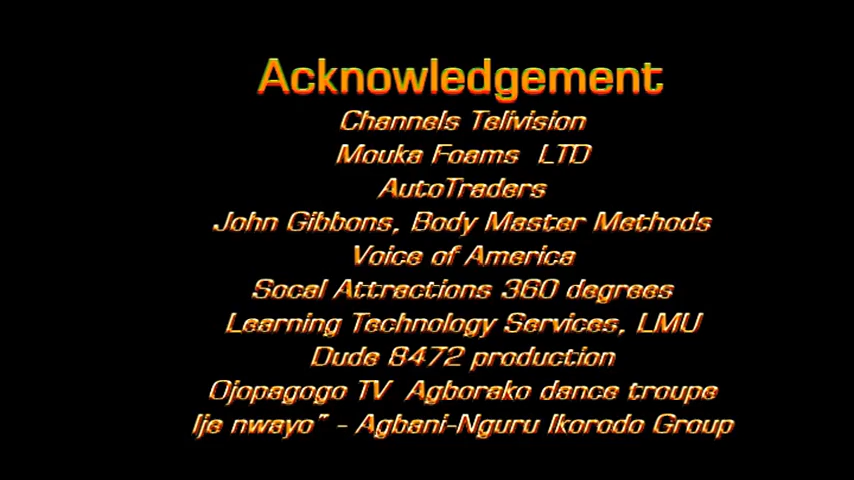 Acknowledgement
Channels Telivision
Mouka Foams LTD
AutoTraders
John Gibbons, Body Master Methods
Voice of America
Socal Attractions 360 degrees
Learning Technology Services, LMU
Dude 8472 production
Ojopagogo TV Agborako dance troupe
Ije nwayo" - Agbani-Nguru Ikorodo Group